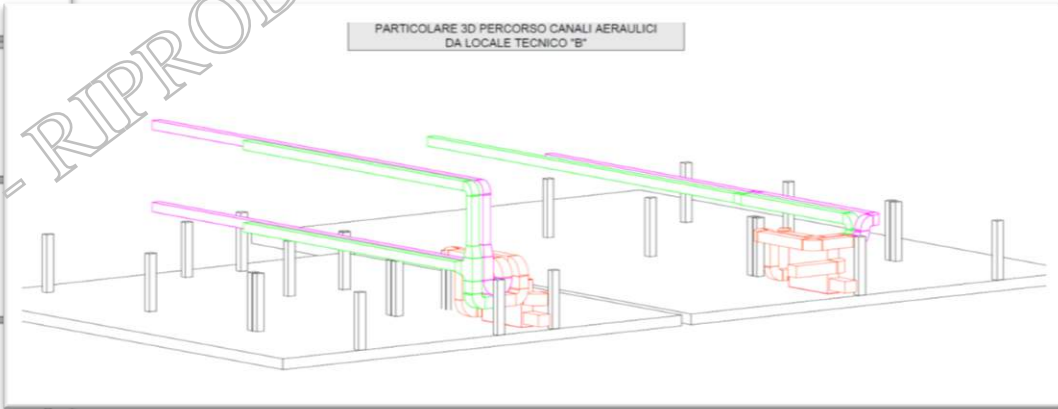 PARTICOLARE 3D PERCORSO CANALI AERAULICI
DA LOCALE TECNICO "B"